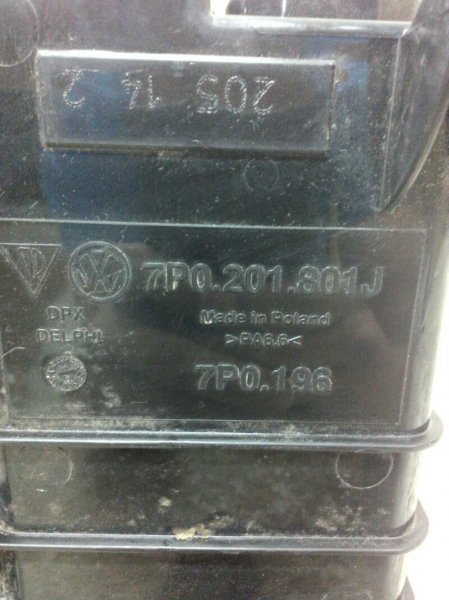 205 14 2
7P0.201.801J
DPX
DELPHI
Made in Poland
>PA6.6<
7P0.196